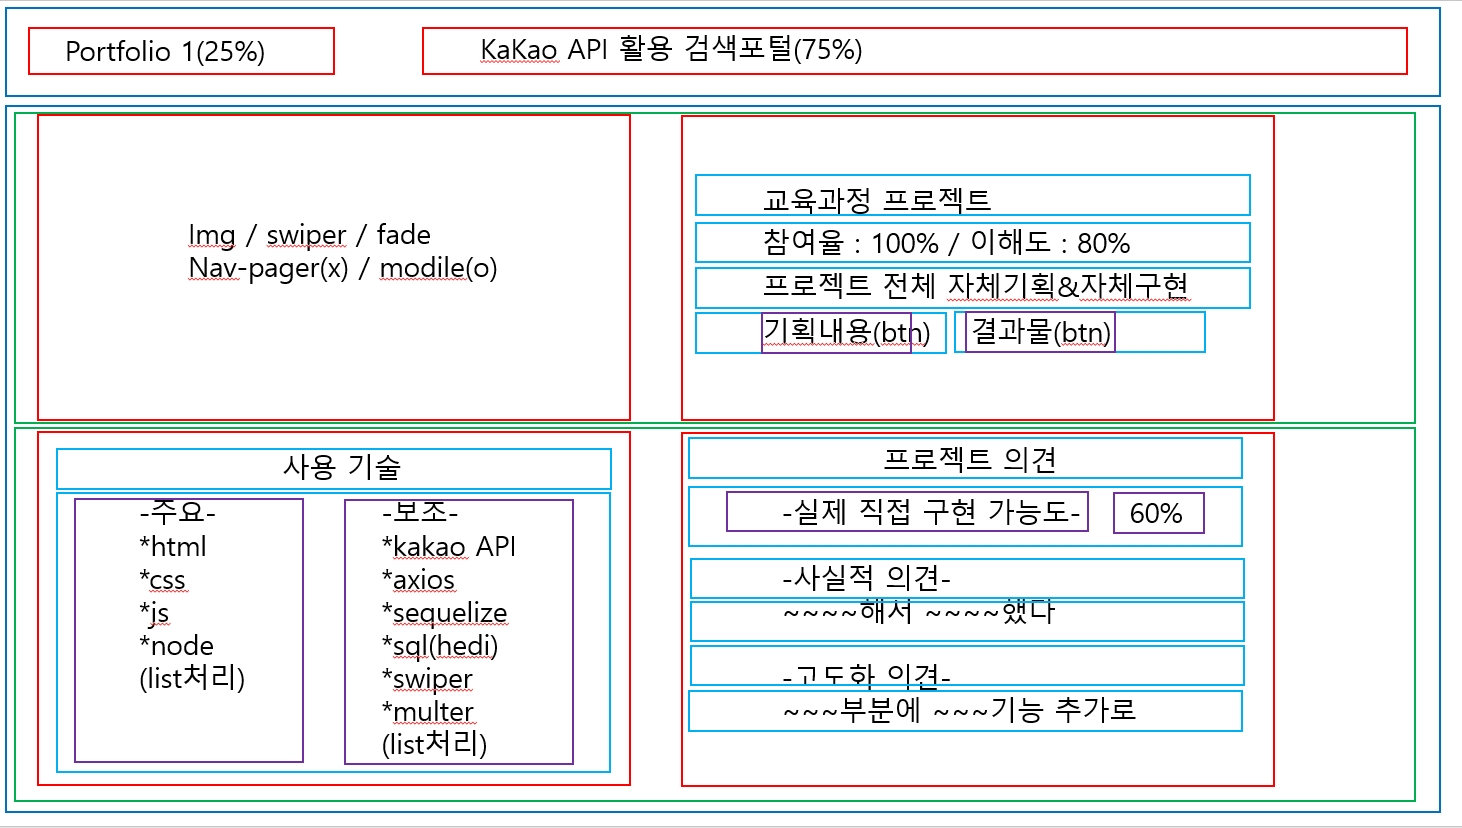 Portfolio 1(25%)
KaKao API 활용 검색포털(75%)
Img / swiper / fade
Nav-pager(x) / modile(o)
교육과정 프로젝트
참여율 : 100% / 이해도 : 80%
프로젝트 전체 자체기획&자체구현
기획내용(btn)
결과물(btn)
사용 기술
-주요-
*html
*css
*js
*node
(list처리)
-보조-
*kakao API
*axios
*sequelize
*sql(hedi)
*swiper
*multer
(list처리)
프로젝트 의견
-실제 직접 구현 가능도-
60%
-사실적 의견-
~~~~해서 ~~~~했다
-고도화 의견-
~~~부분에 ~~~기능 추가로